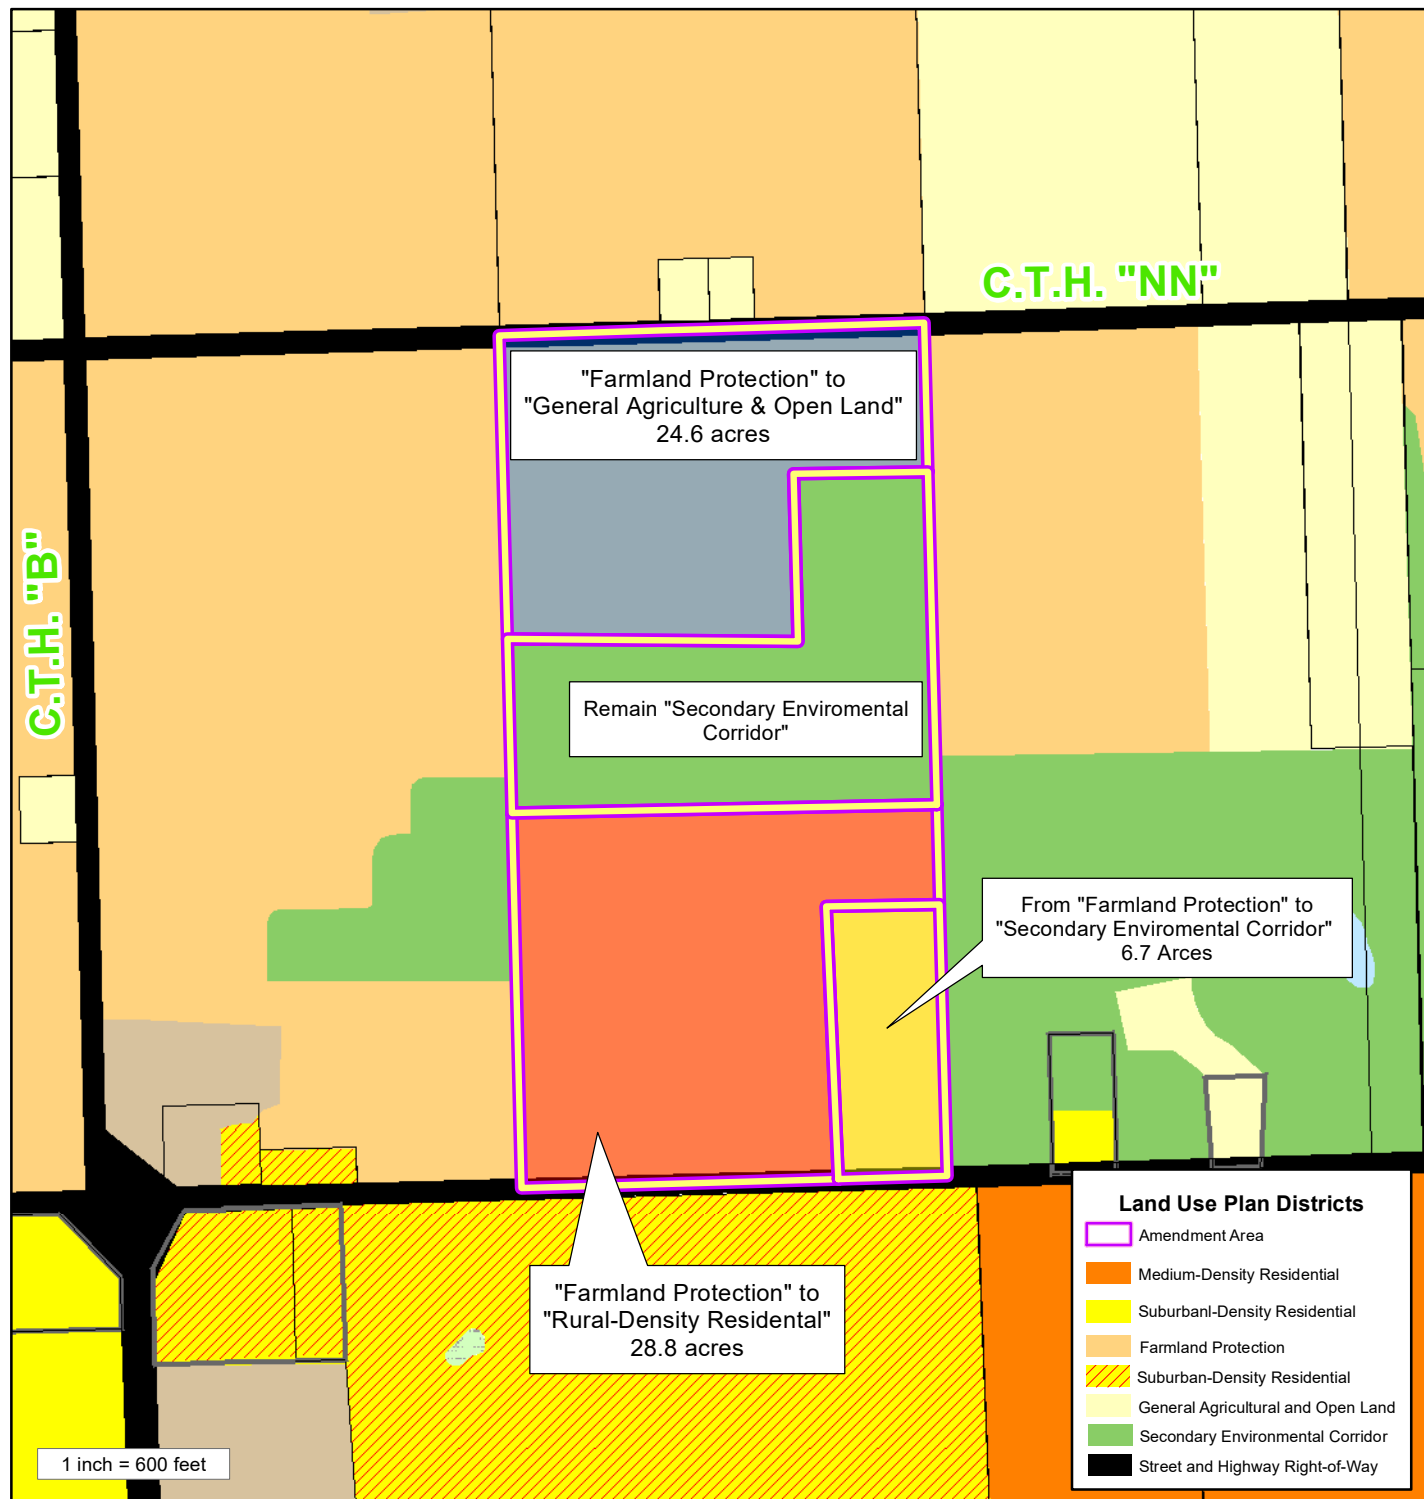 C.T.H. "NN"
"Farmland Protection" to
"General Agriculture & Open Land"
24.6 acres
C.T.H. "B"
Remain "Secondary Enviromental
Corridor"
From "Farmland Protection" to
"Secondary Enviromental Corridor"
6.7 Arces
"Farmland Protection" to
"Rural-Density Residental"
28.8 acres
Land Use Plan Districts
Amendment Area
Medium-Density Residential
Suburbanl-Density Residential
Farmland Protection
Suburban-Density Residential
General Agricultural and Open Land
Secondary Environmental Corridor
Street and Highway Right-of-Way
1 inch = 600 feet